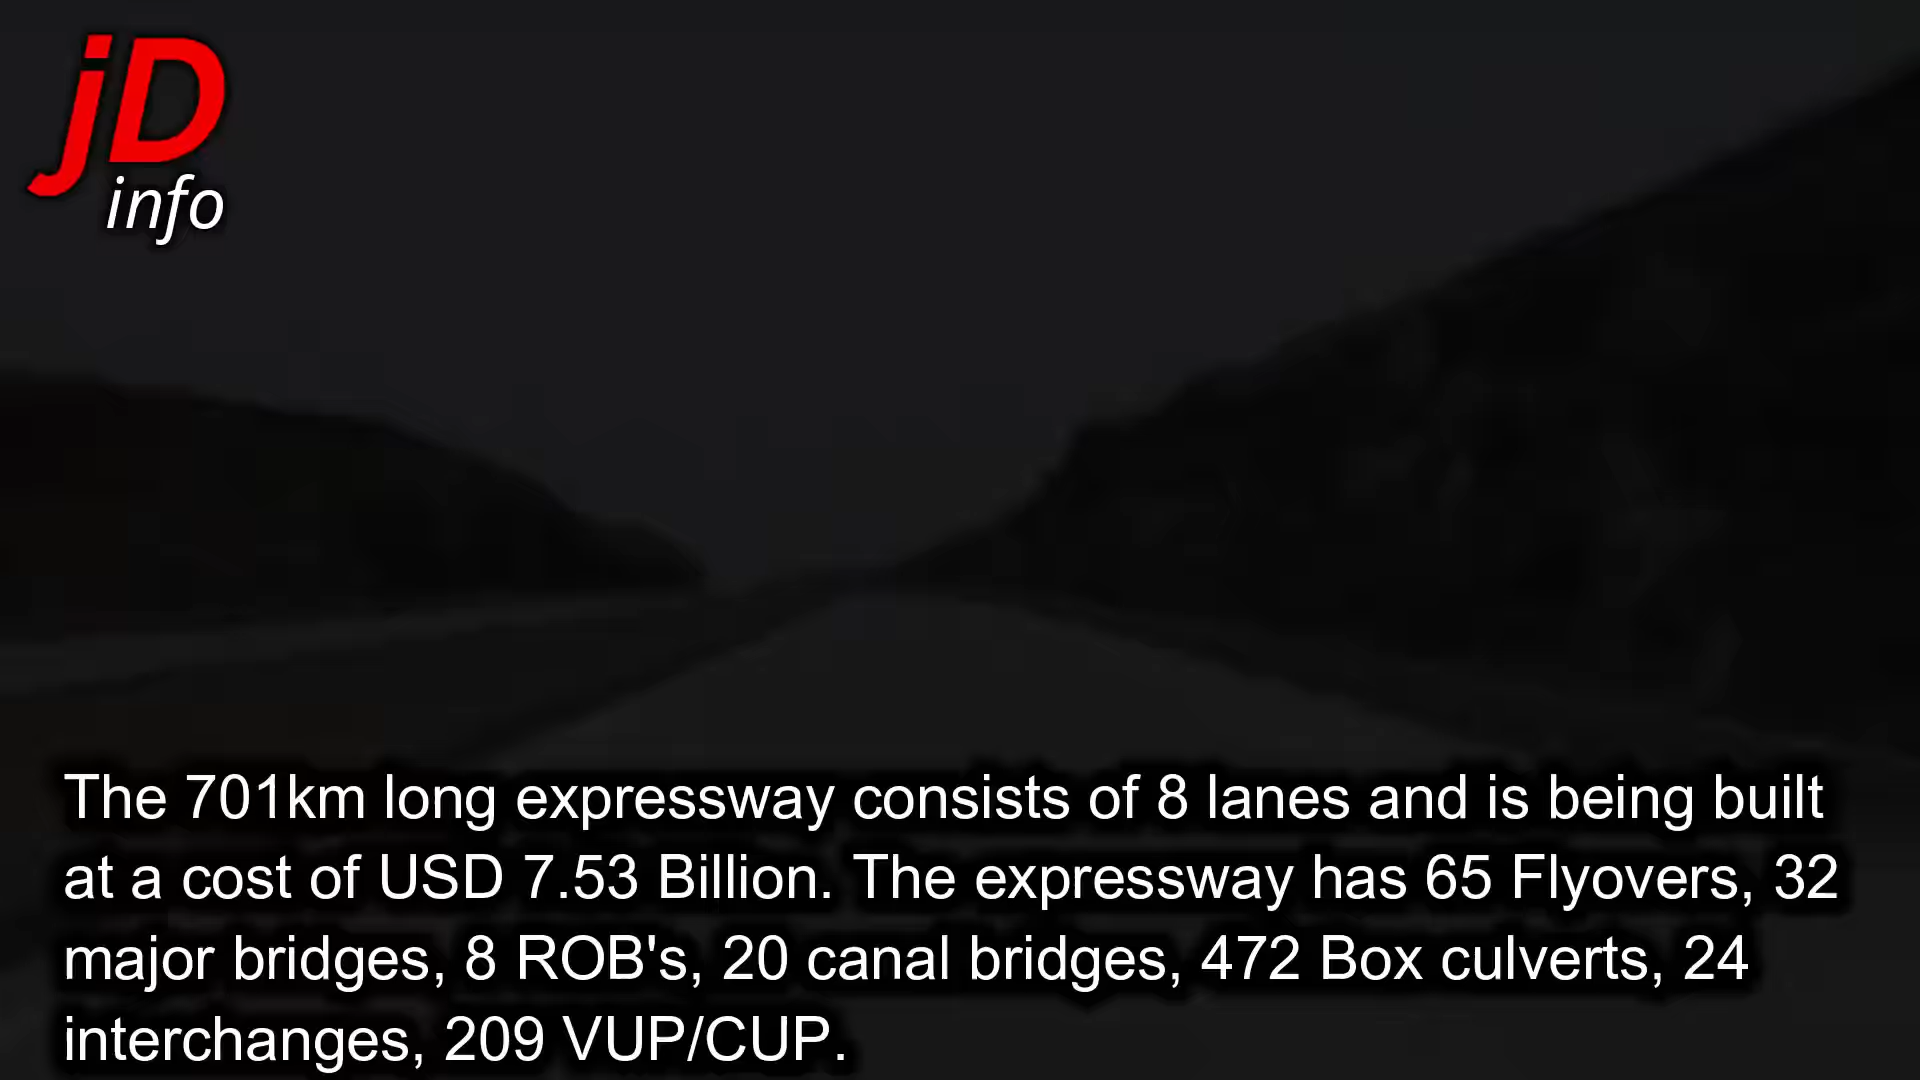 jD
info
The 701km long expressway consists of 8 lanes and is being built
at a cost of USD 7.53 Billion. The expressway has 65 Flyovers, 32
major bridges, 8 ROB's, 20 canal bridges, 472 Box culverts, 24
interchanges, 209 VUP/CUP.